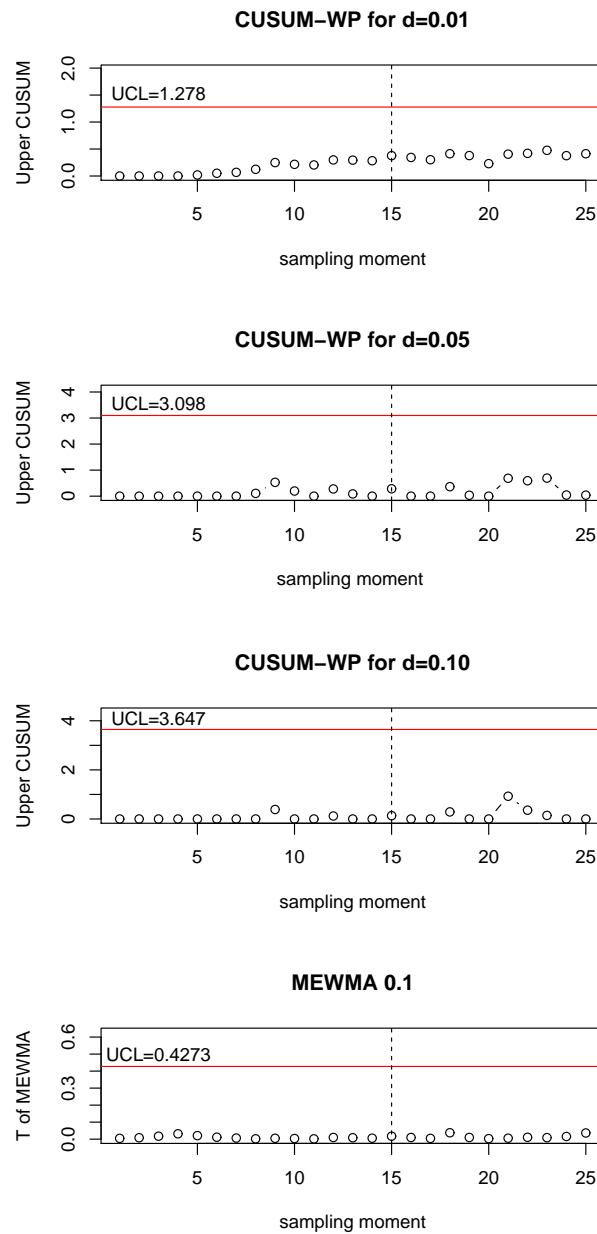 CUSUM−WP for d=0.01
Upper CUSUM
2.0
1.0
0.0
UCL=1.278
5 10 15 20 25
sampling moment
CUSUM−WP for d=0.05
Upper CUSUM
4
3
2
1
0
UCL=3.098
5 10 15 20 25
sampling moment
CUSUM−WP for d=0.10
Upper CUSUM
4
2
0
UCL=3.647
5 10 15 20 25
sampling moment
MEWMA 0.1
T of MEWMA
0.6
0.3
0.0
UCL=0.4273
5 10 15 20 25
sampling moment